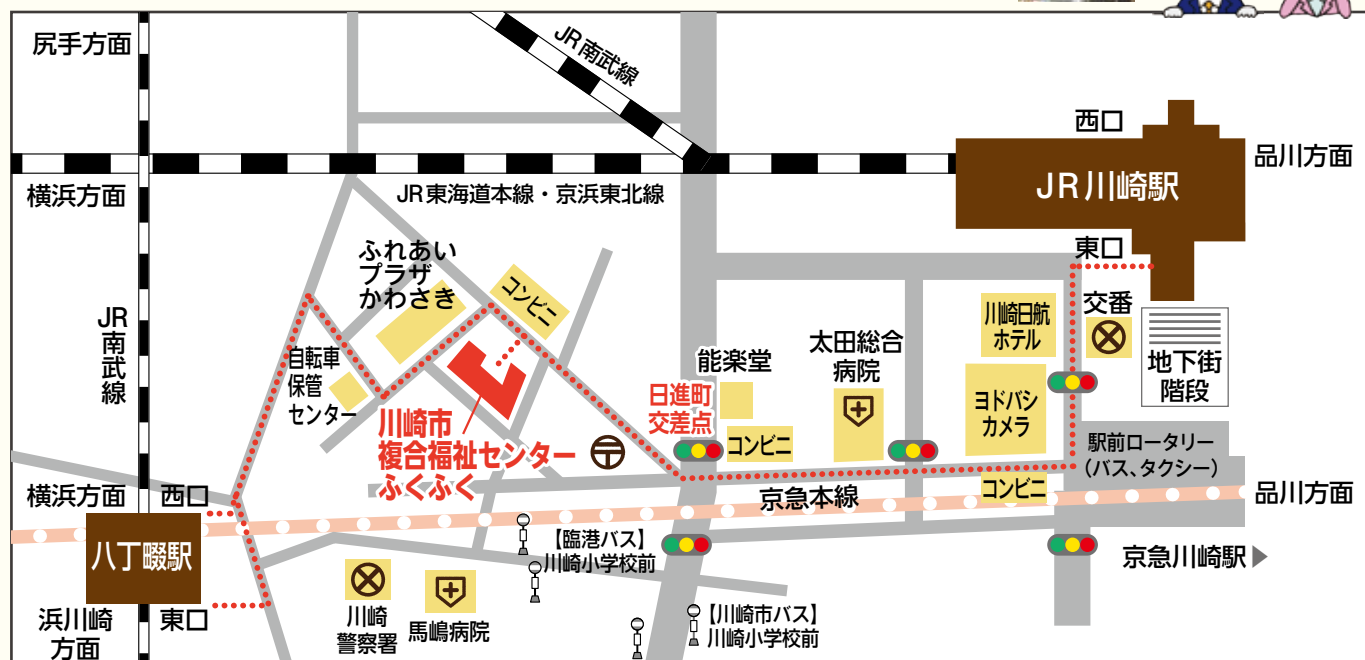 尻手方面
JR南武線
西口
品川方面
横浜方面
JR東海道本線・京浜東北線
JR川崎駅
東口
ふれあい
プラザ
かわさき
コンビニ
JR
南
武
線
川崎日航
ホテル
交番
地下街
階段
自転車
保管
センター
能楽堂
太田総合
病院
日進町
交差点
ヨドバシ
カメラ
川崎市
複合福祉センター
ふくふく
コンビニ
駅前ロータリー
（バス、タクシー）
横浜方面
西口
コンビニ
京急本線
品川方面
八丁畷駅
【臨港バス】
川崎小学校前
京急川崎駅▶
浜川崎
方面
東口
川崎
警察署
馬嶋病院
【川崎市バス】
川崎小学校前